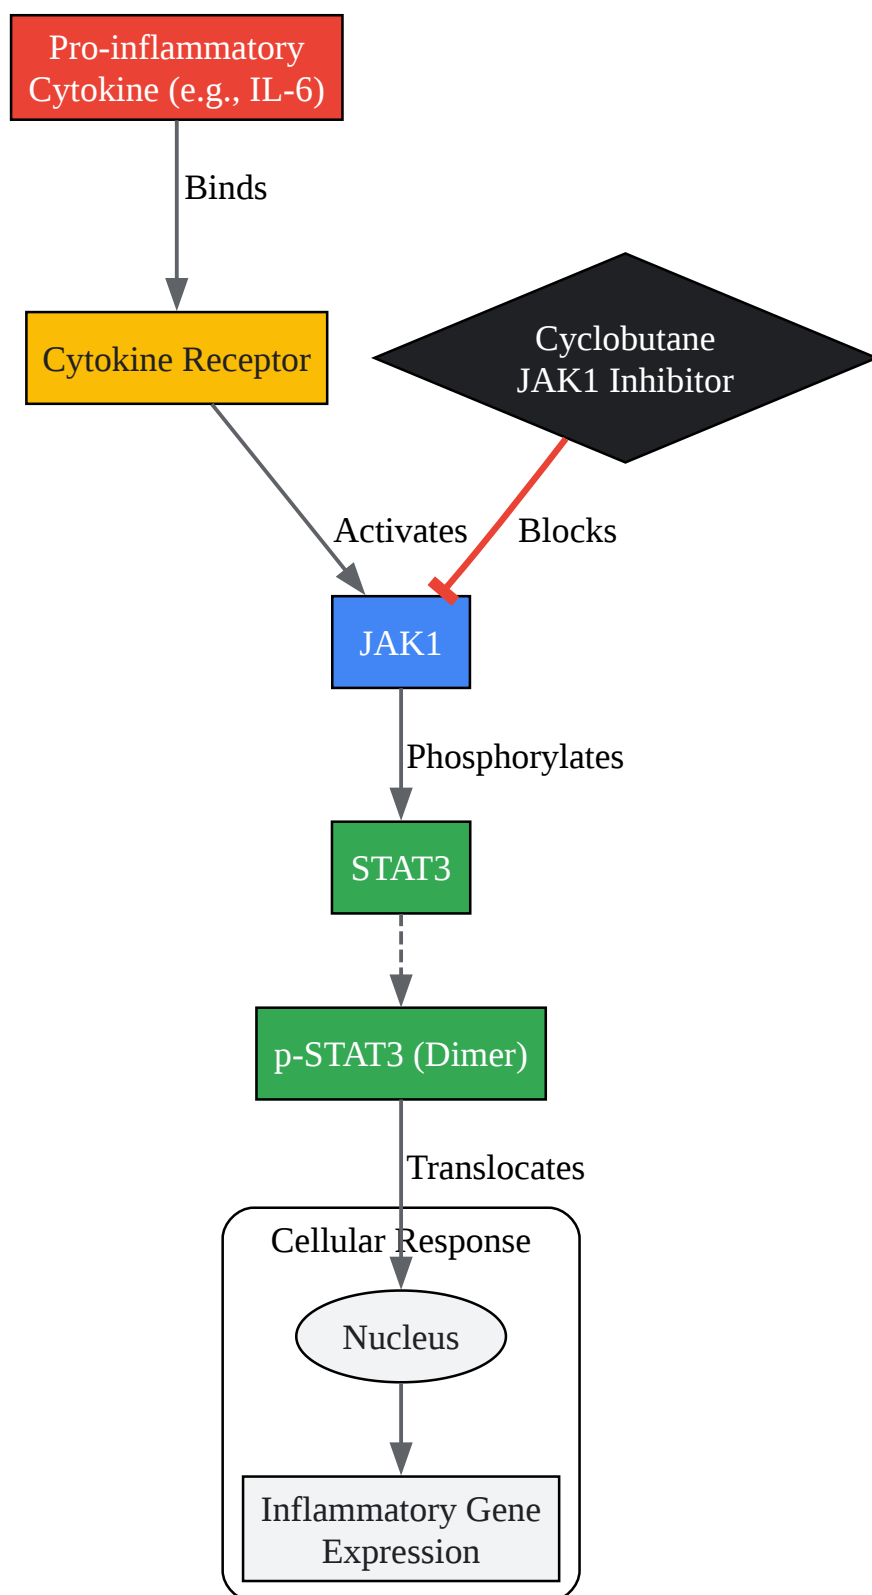 Pro-inflammatory
Cytokine (e.g., IL-6)
Binds
Cytokine Receptor
Cyclobutane
JAK1 Inhibitor
Activates
Blocks
JAK1
Phosphorylates
STAT3
p-STAT3 (Dimer)
Translocates
Cellular Response
Nucleus
Inflammatory Gene
Expression